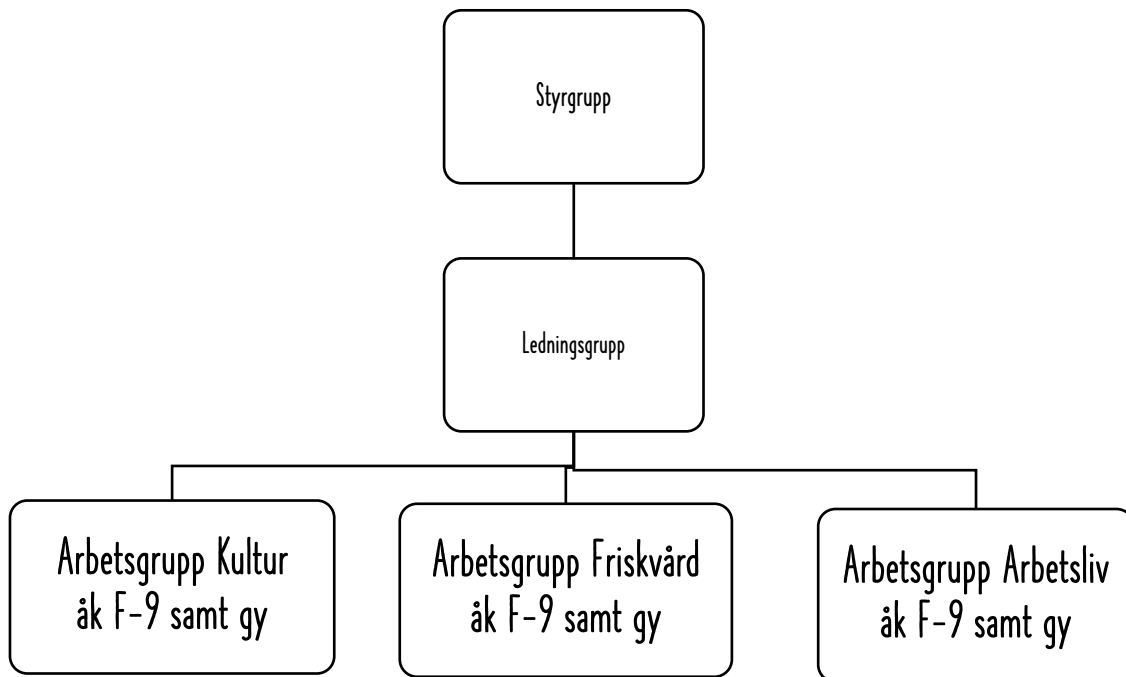 Styrgrupp
Ledningsgrupp
Arbetsgrupp Kultur
åk F-9 samt gy
Arbetsgrupp Friskvård
åk F-9 samt gy
Arbetsgrupp Arbetsliv
åk F-9 samt gy